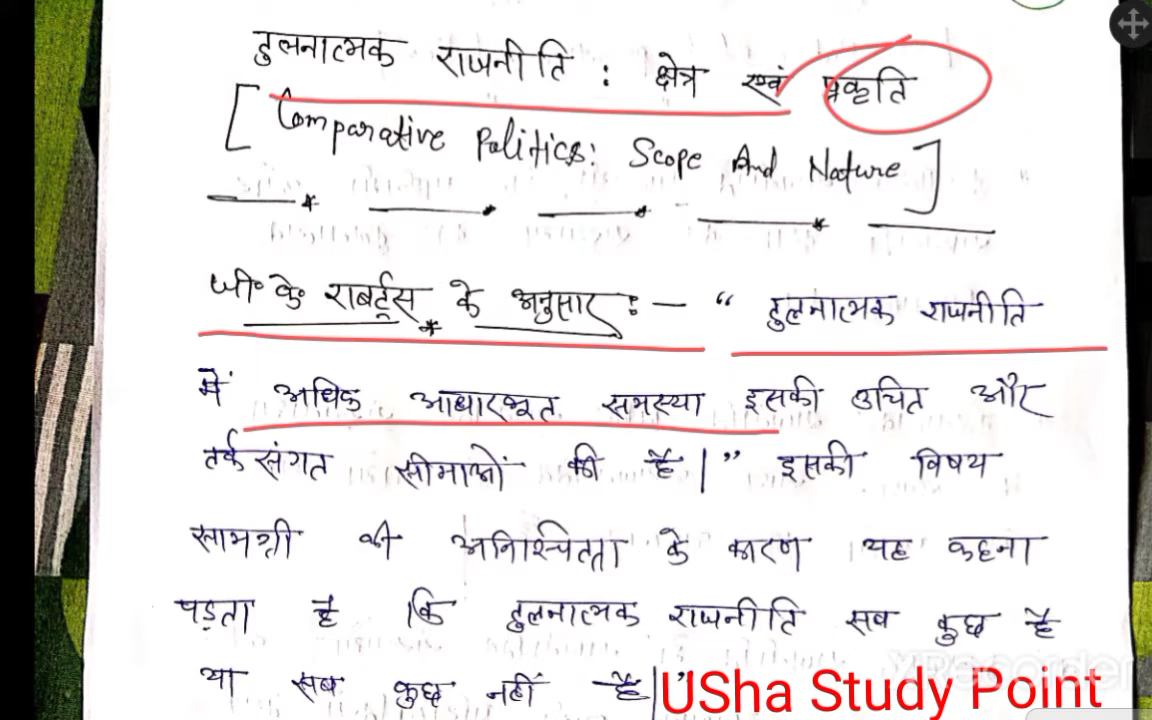 तुलनात्मक राजनीति : क्षेत्र एवं प्रकृति
[Comparative Politics: Scope And Nature]
जी॰ के॰ राबर्ट्स के अनुसार :— “ तुलनात्मक राजनीति
में अधिक आधारभूत समस्या इसकी उचित और
तर्कसंगत सीमाओं की है|” इसकी विषय
सामग्री की अनिश्चितता के कारण यह कहना
पड़ता है कि तुलनात्मक राजनीति सब कुछ है
या सब कुछ नहीं है|”
USha Study Point
XRecorder